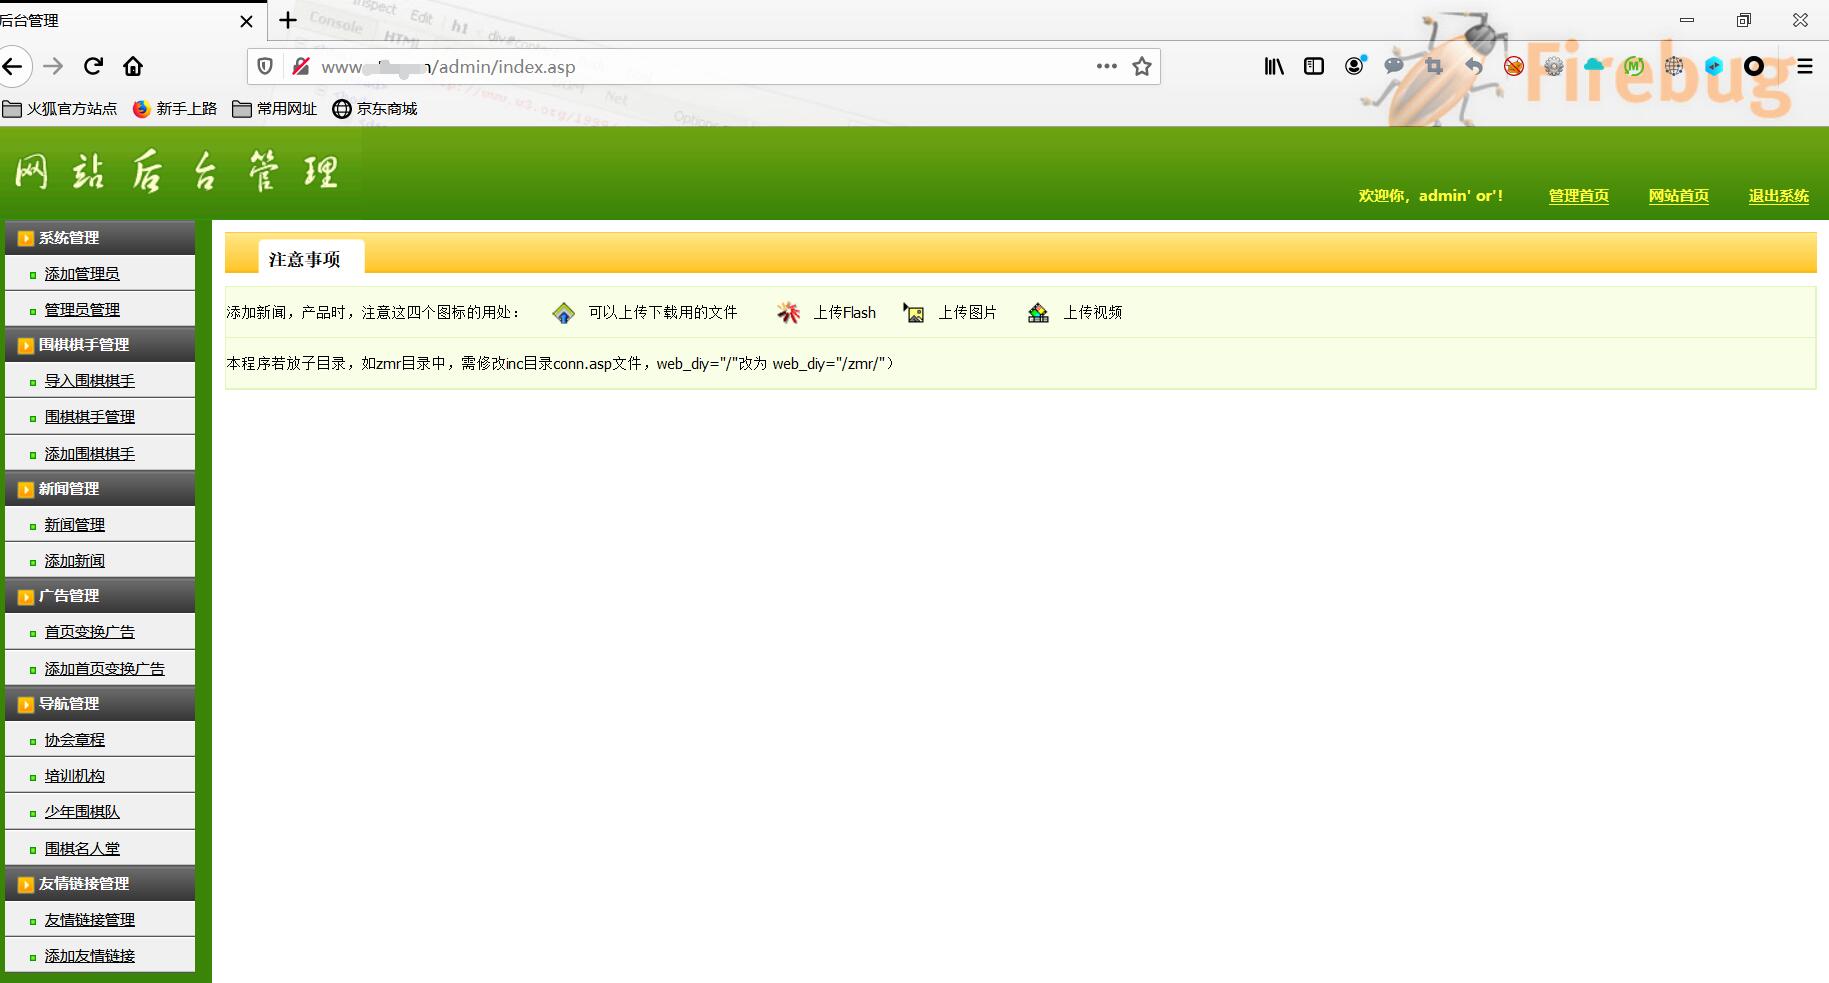 后台管理
Inspect Edit
Console HTML
h1 < div#conte
Firebug
www. n/admin/index.asp
火狐官方站点 新手上路 常用网址 京东商城
Net
Options
网站后台管理
欢迎你，admin' or'! 管理首页 网站首页 退出系统
系统管理
添加管理员
管理员管理
围棋棋手管理
导入围棋棋手
围棋棋手管理
添加围棋棋手
新闻管理
新闻管理
添加新闻
广告管理
首页变换广告
添加首页变换广告
导航管理
协会章程
培训机构
少年围棋队
围棋名人堂
友情链接管理
友情链接管理
添加友情链接
注意事项
添加新闻，产品时，注意这四个图标的用处： 可以上传下载用的文件 上传Flash 上传图片 上传视频
本程序若放子目录，如zmr目录中，需修改inc目录conn.asp文件，web_diy="/"改为 web_diy="/zmr/"）